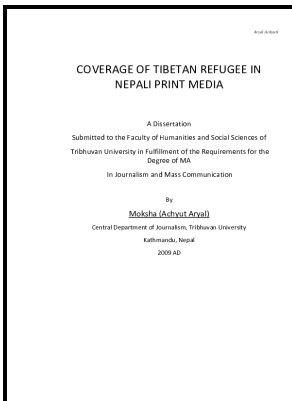 Aryal Achyut
COVERAGE OF TIBETAN REFUGEE IN
NEPALI PRINT MEDIA
A Dissertation
Submitted to the Faculty of Humanities and Social Sciences of
Tribhuvan University in Fulfillment of the Requirements for the
Degree of MA
In Journalism and Mass Communication
By
Moksha (Achyut Aryal)
Central Department of Journalism, Tribhuvan University
Kathmandu, Nepal
2009 AD